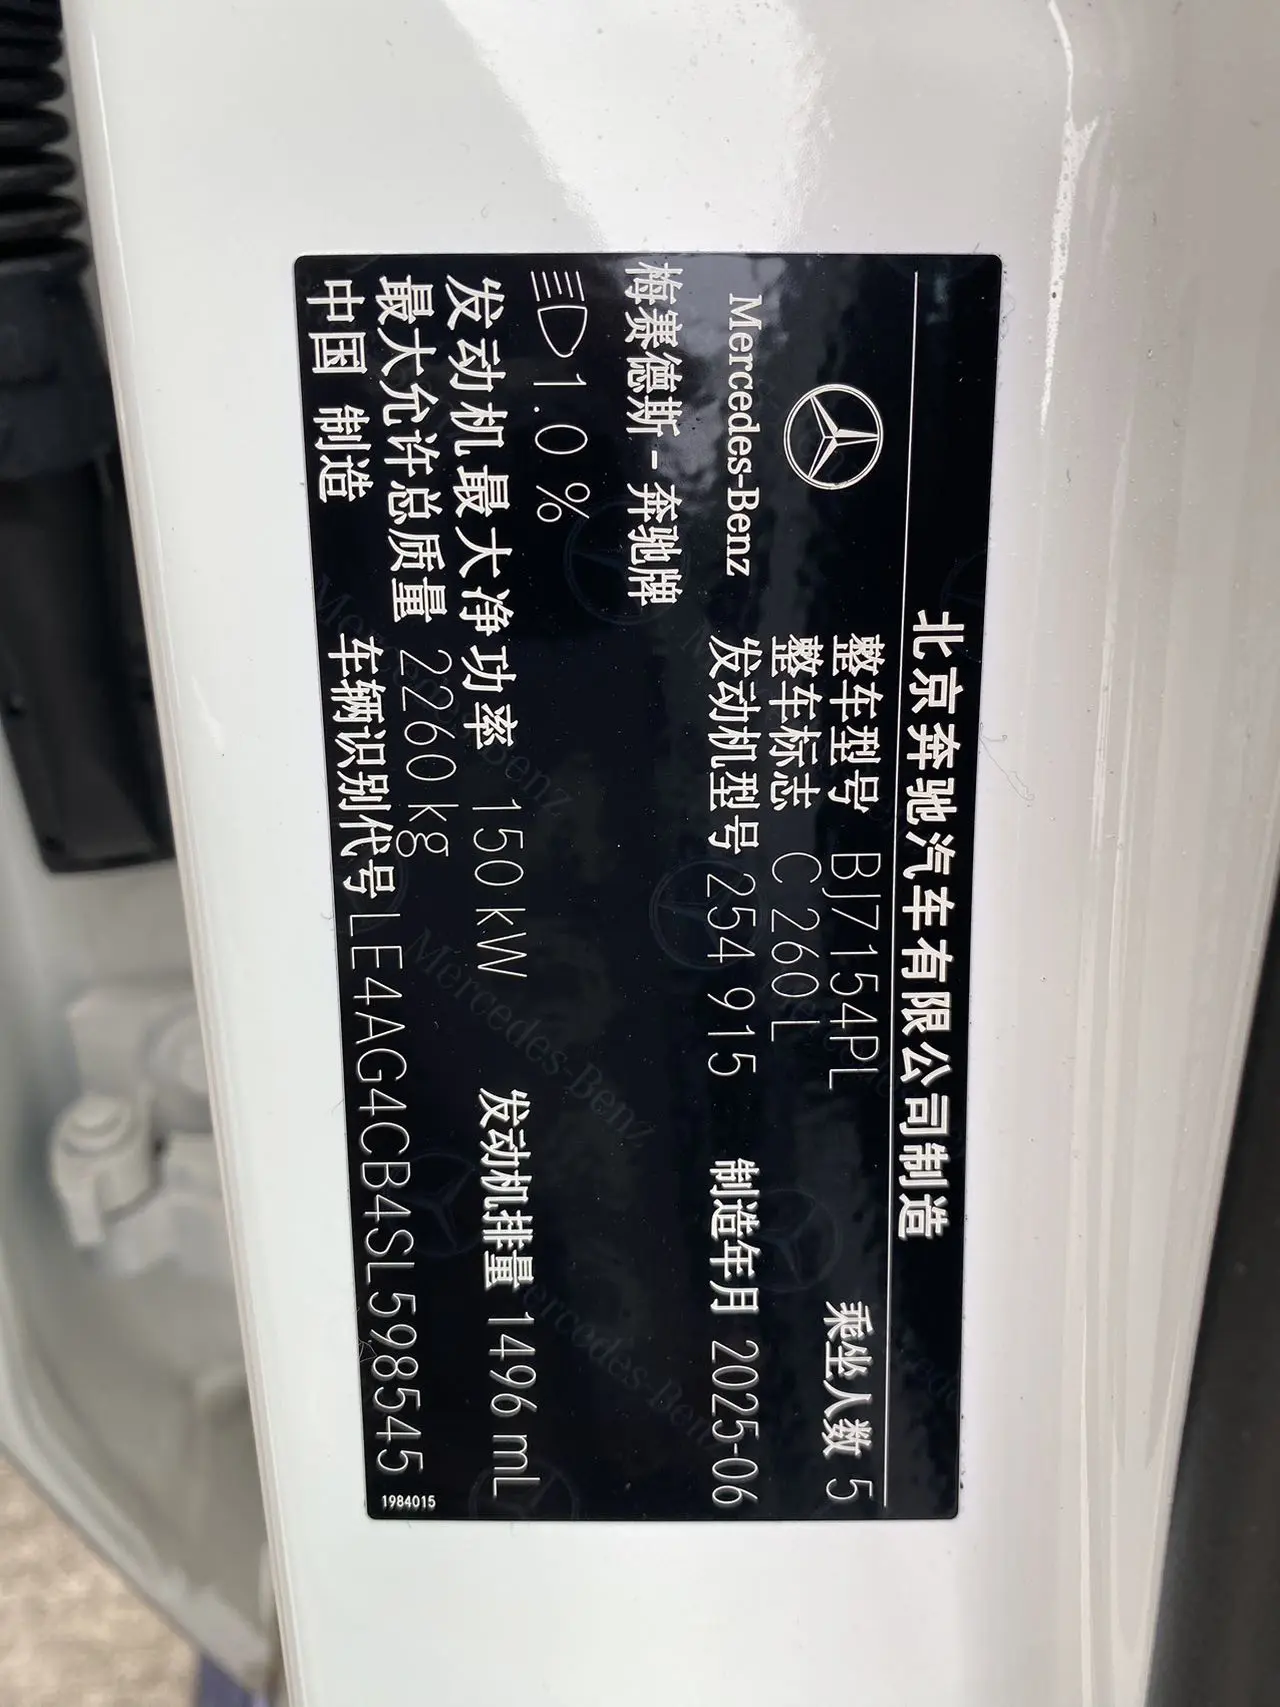 北京奔驰汽车有限公司制造
Mercedes-Benz
梅赛德斯-奔驰牌
整车型号 BJ7154PL
乘坐人数 5
整车标志 C 260 L
发动机型号 254 915
制造年月 2025-06
1.0 %
发动机最大净功率 150 kW
发动机排量 1496 mL
最大允许总质量 2260 kg
中国 制造
车辆识别代号 LE4AG4CB4SL598545
1984015